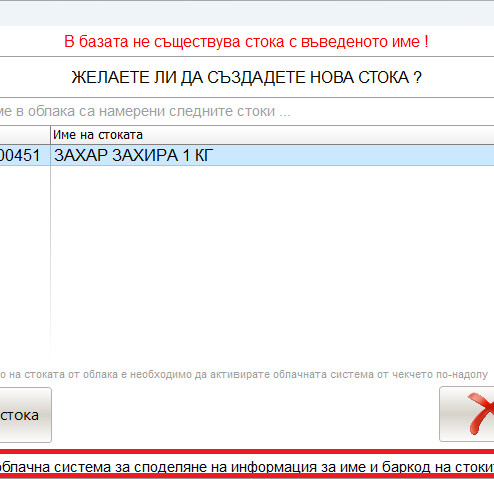 В базата не съществува стока с въведеното име !
ЖЕЛАЕТЕ ЛИ ДА СЪЗДАДЕТЕ НОВА СТОКА ?
ме в облака са намерени следните стоки ...
Име на стоката
00451 ЗАХАР ЗАХИРА 1 КГ
о на стоката от облака е необходимо да активирате облачната система от чекчето по-надолу
стока
облачна система за споделяне на информация за име и баркод на стоки